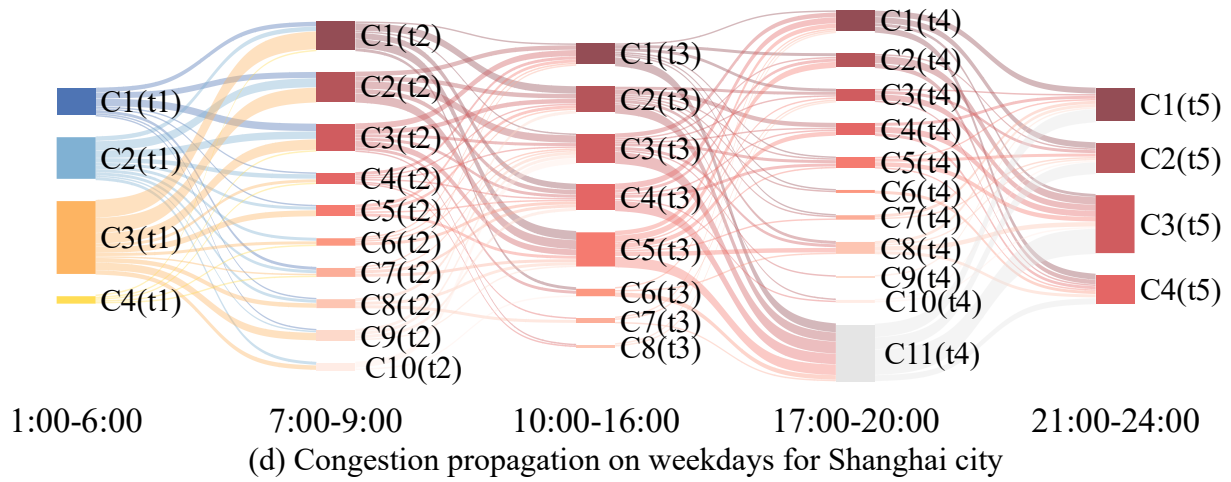 C1(t1)
C2(t1)
C3(t1)
C4(t1)
C1(t2)
C2(t2)
C3(t2)
C4(t2)
C5(t2)
C6(t2)
C7(t2)
C8(t2)
C9(t2)
C10(t2)
C1(t3)
C2(t3)
C3(t3)
C4(t3)
C5(t3)
C6(t3)
C7(t3)
C8(t3)
C1(t4)
C2(t4)
C3(t4)
C4(t4)
C5(t4)
C6(t4)
C7(t4)
C8(t4)
C9(t4)
C10(t4)
C11(t4)
C1(t5)
C2(t5)
C3(t5)
C4(t5)
1:00-6:00 7:00-9:00 10:00-16:00 17:00-20:00 21:00-24:00
(d) Congestion propagation on weekdays for Shanghai city